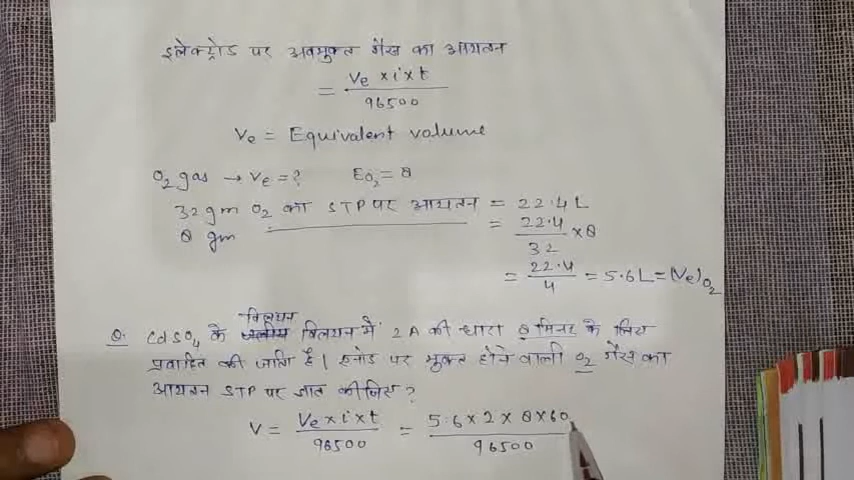 इलेक्ट्रोड पर अवमुक्त गैस का आयतन
= Ve × i × t / 96500
Ve = Equivalent volume
O2 gas → Ve = ? EO2 = 8
32 gm O2 का STP पर आयतन = 22.4 L
8 gm = 22.4 / 32 × 8
= 22.4 / 4 = 5.6 L = (Ve)O2
विलयन
Q. CdSO4 के विलयन में 2 A की धारा 8 मिनट के लिए
प्रवाहित की जाती है। एनोड पर मुक्त होने वाली O2 गैस का
आयतन STP पर ज्ञात कीजिए ?
V = Ve × i × t / 96500 = 5.6 × 2 × 8 × 60 / 96500